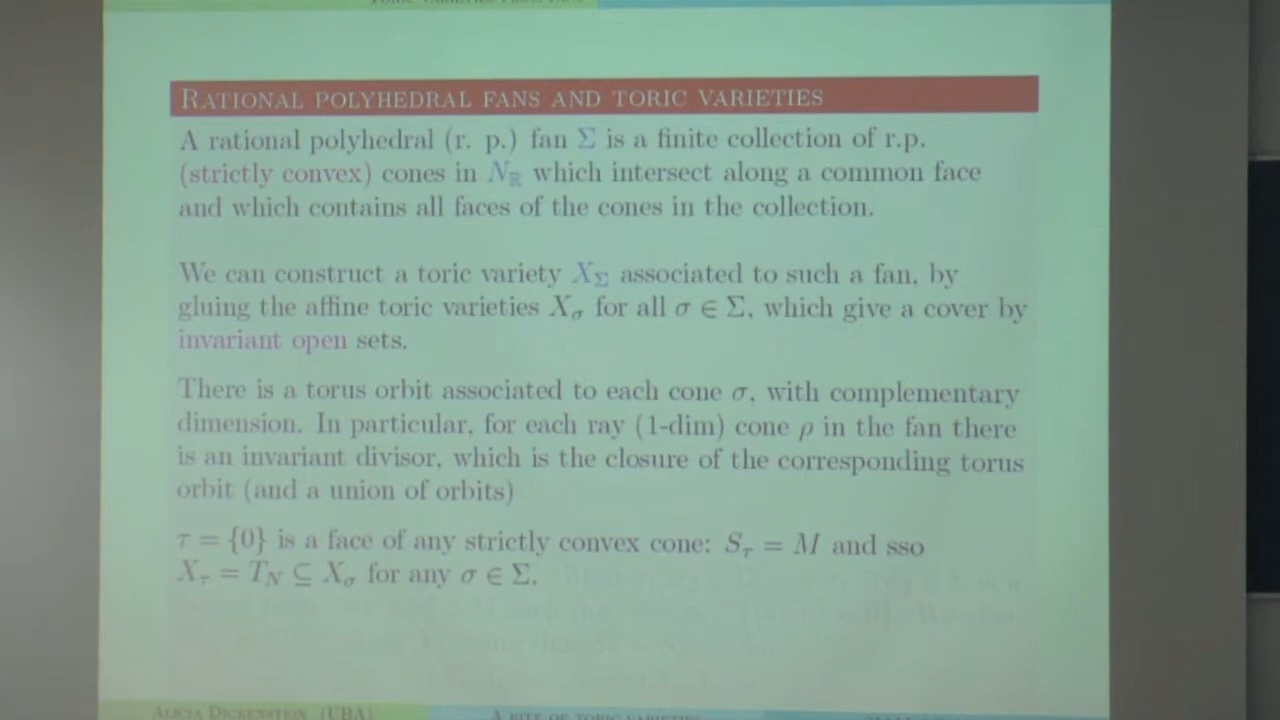 RATIONAL POLYHEDRAL FANS AND TORIC VARIETIES
A rational polyhedral (r. p.) fan Σ is a finite collection of r.p.
(strictly convex) cones in Nℝ which intersect along a common face
and which contains all faces of the cones in the collection.
We can construct a toric variety X_Σ associated to such a fan, by
gluing the affine toric varieties X_σ for all σ ∈ Σ, which give a cover by
invariant open sets.
There is a torus orbit associated to each cone σ, with complementary
dimension. In particular, for each ray (1-dim) cone ρ in the fan there
is an invariant divisor, which is the closure of the corresponding torus
orbit (and a union of orbits)
τ = {0} is a face of any strictly convex cone: S_τ = M and sso
X_τ = T_N ⊆ X_σ for any σ ∈ Σ.
ALICIA DICKENSTEIN (UBA) A BITE OF TORIC VARIETIES